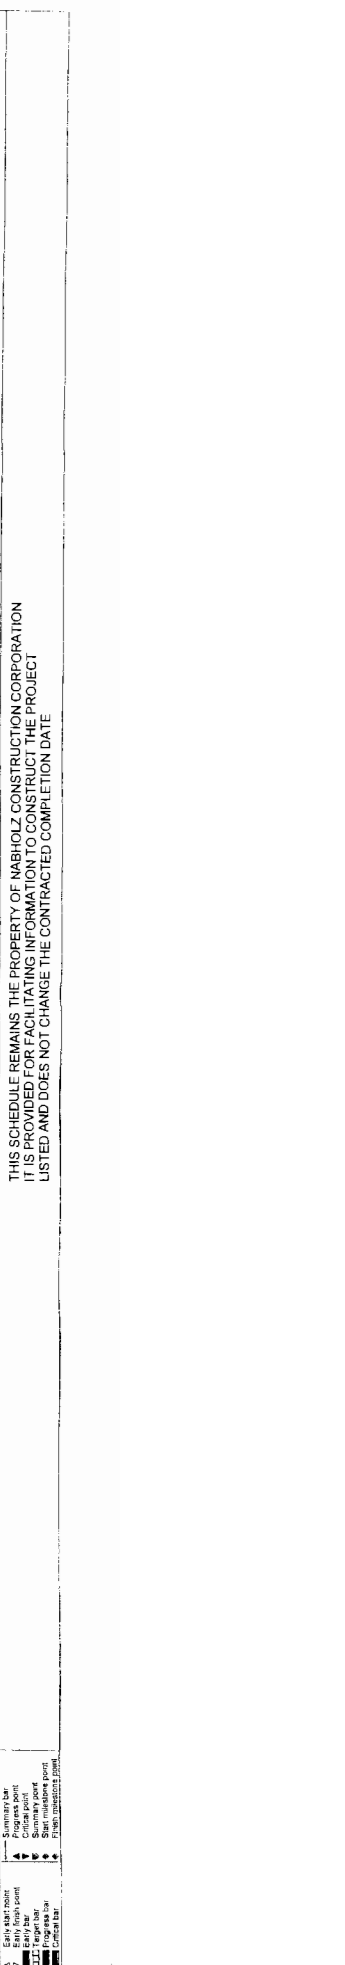 Early start point
Early finish point
Early bar
Target bar
Progress bar
Critical bar
Summary bar
Progress point
Critical point
Summary point
Start milestone point
Finish milestone point
THIS SCHEDULE REMAINS THE PROPERTY OF NABHOLZ CONSTRUCTION CORPORATION
IT IS PROVIDED FOR FACILITATING INFORMATION TO CONSTRUCT THE PROJECT
LISTED AND DOES NOT CHANGE THE CONTRACTED COMPLETION DATE